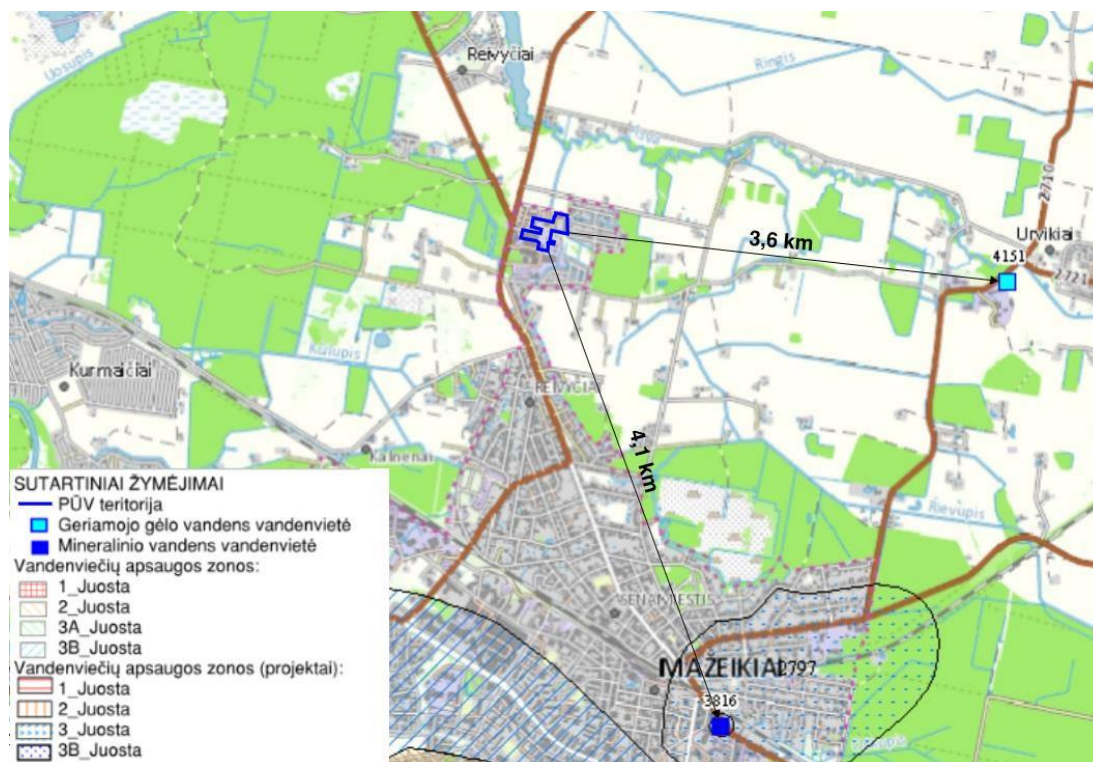 Uosupis
Reivyčiai
Ringis
Viva
2710
Urvikiai
3,6 km
4151
2721
Kulupis
Kurmaičiai
REIVYČIAI
Kalnėnai
4,1 km
Rievupis
SENAMIESTIS
MAŽEIKIAI
2797
3816
SUTARTINIAI ŽYMĖJIMAI
PŪV teritorija
Geriamojo gėlo vandens vandenvietė
Mineralinio vandens vandenvietė
Vandenviečių apsaugos zonos:
1_Juosta
2_Juosta
3A_Juosta
3B_Juosta
Vandenviečių apsaugos zonos (projektai):
1_Juosta
2_Juosta
3_Juosta
3B_Juosta